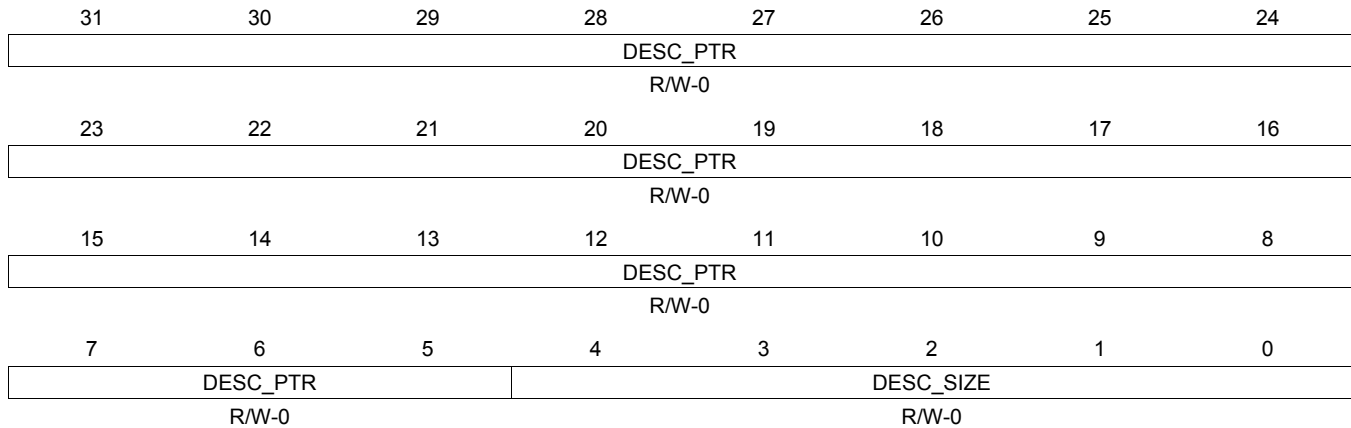 31 30 29 28 27 26 25 24
DESC_PTR
R/W-0
23 22 21 20 19 18 17 16
DESC_PTR
R/W-0
15 14 13 12 11 10 9 8
DESC_PTR
R/W-0
7 6 5 4 3 2 1 0
DESC_PTR DESC_SIZE
R/W-0 R/W-0